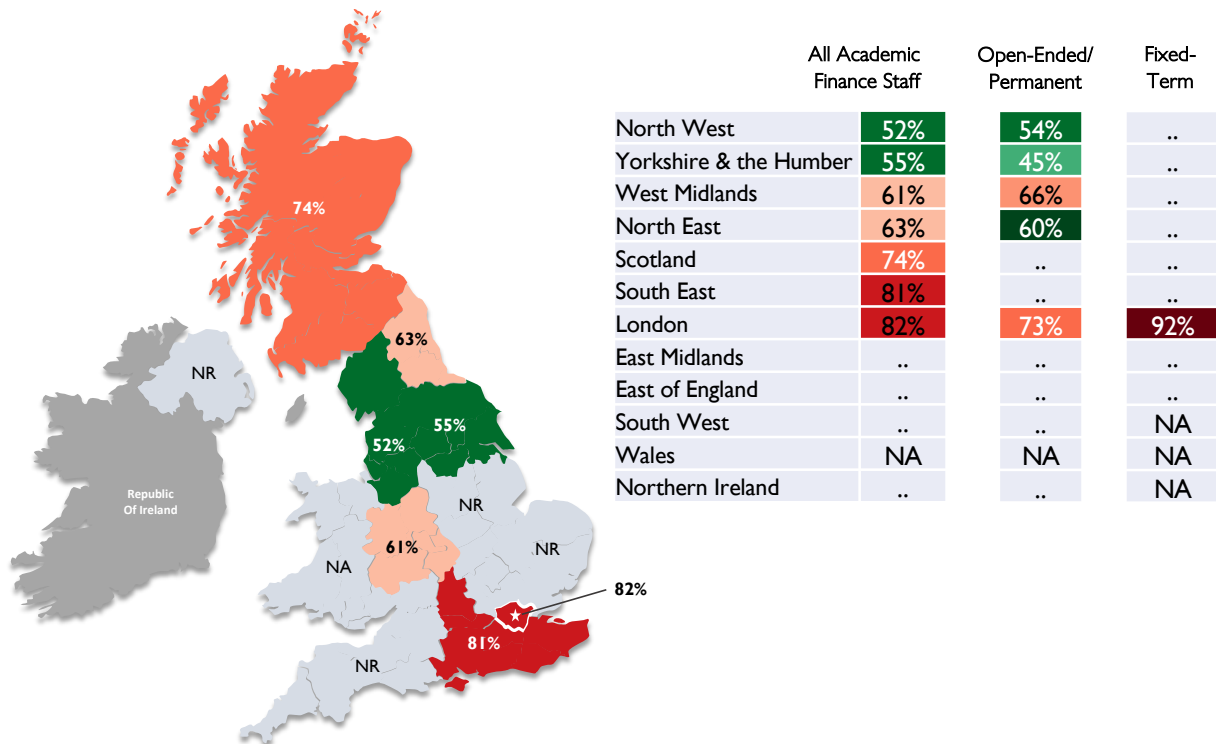 74%
63%
NR
55%
52%
Republic
Of Ireland
NR
61%
NR
NA
82%
81%
NR
All Academic Finance Staff Open-Ended/ Permanent Fixed- Term
North West 52% 54% ..
Yorkshire & the Humber 55% 45% ..
West Midlands 61% 66% ..
North East 63% 60% ..
Scotland 74% .. ..
South East 81% .. ..
London 82% 73% 92%
East Midlands .. .. ..
East of England .. .. ..
South West .. .. NA
Wales NA NA NA
Northern Ireland .. .. NA